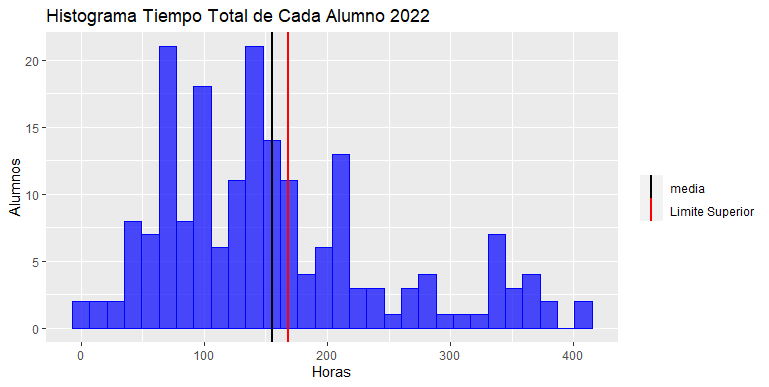 Histograma Tiempo Total de Cada Alumno 2022
20
15
10
5
0
Alumnos
0 100 200 300 400
Horas
media
Limite Superior